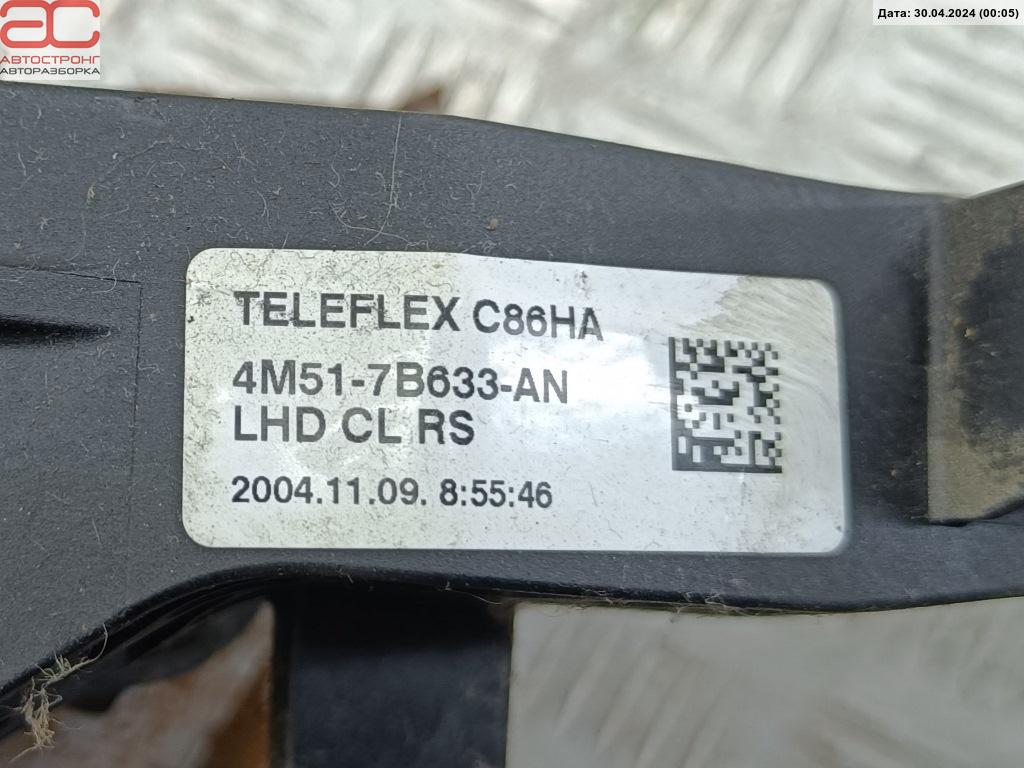 АС
АВТОСТРОНГ
АВТОРАЗБОРКА
Дата: 30.04.2024 (00:05)
TELEFLEX C86HA
4M51-7B633-AN
LHD CL RS
2004.11.09. 8:55:46